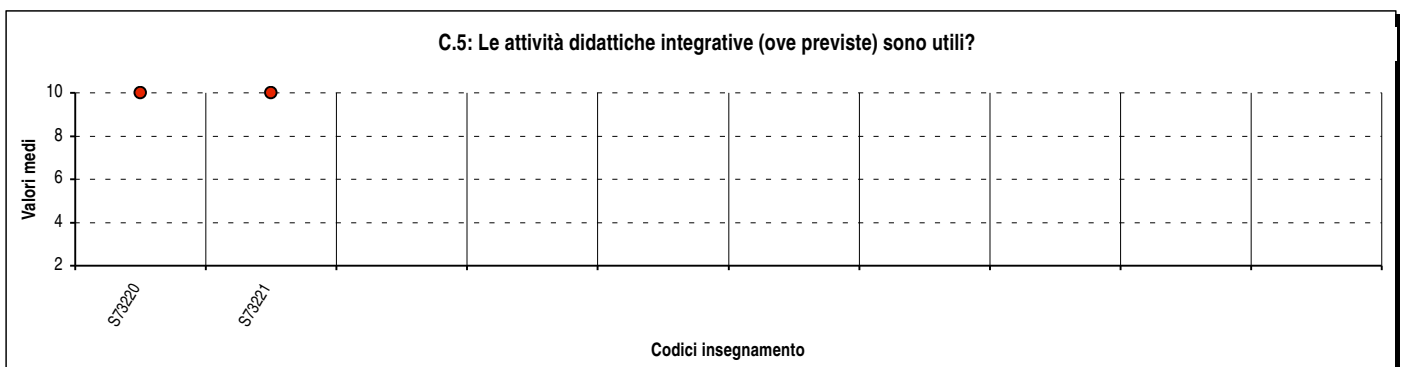 C.5: Le attività didattiche integrative (ove previste) sono utili?
Valori medi
10
8
6
4
2
S73220
S73221
Codici insegnamento